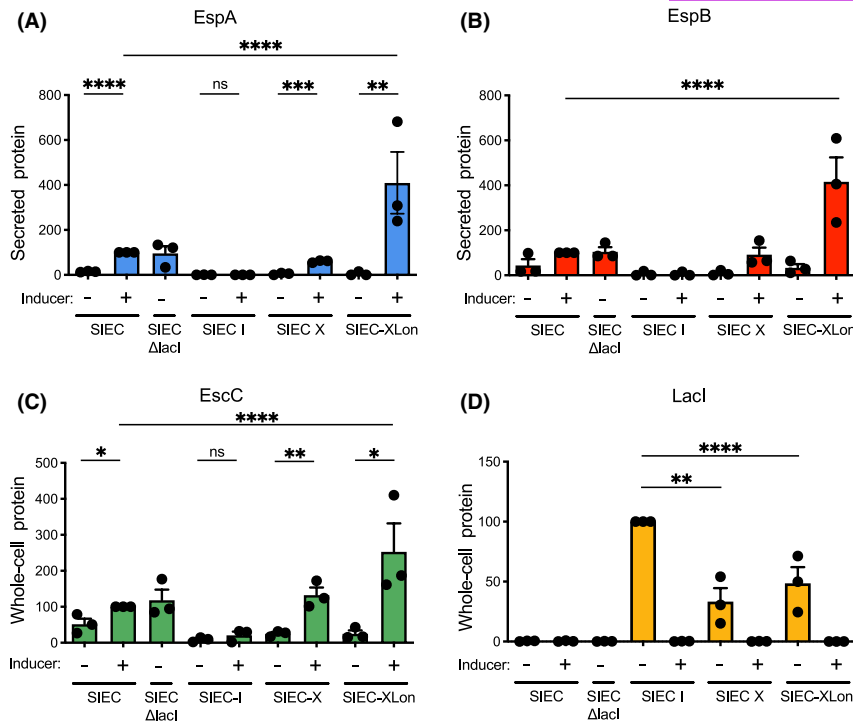 (A)
EspA
****
****
ns
***
**
Secreted protein
800
600
400
200
0
Inducer: - + - - + - + - +
SIEC SIEC ΔlacI SIEC I SIEC X SIEC-XLon
(B)
EspB
****
Secreted protein
800
600
400
200
0
Inducer: - + - - + - + - +
SIEC SIEC ΔlacI SIEC I SIEC X SIEC-XLon
(C)
EscC
****
*
ns
**
*
Whole-cell protein
500
400
300
200
100
0
Inducer: - + - - + - + - +
SIEC SIEC ΔlacI SIEC-I SIEC-X SIEC-XLon
(D)
LacI
****
**
Whole-cell protein
150
100
50
0
Inducer: - + - - + - + - +
SIEC SIEC ΔlacI SIEC I SIEC X SIEC-XLon